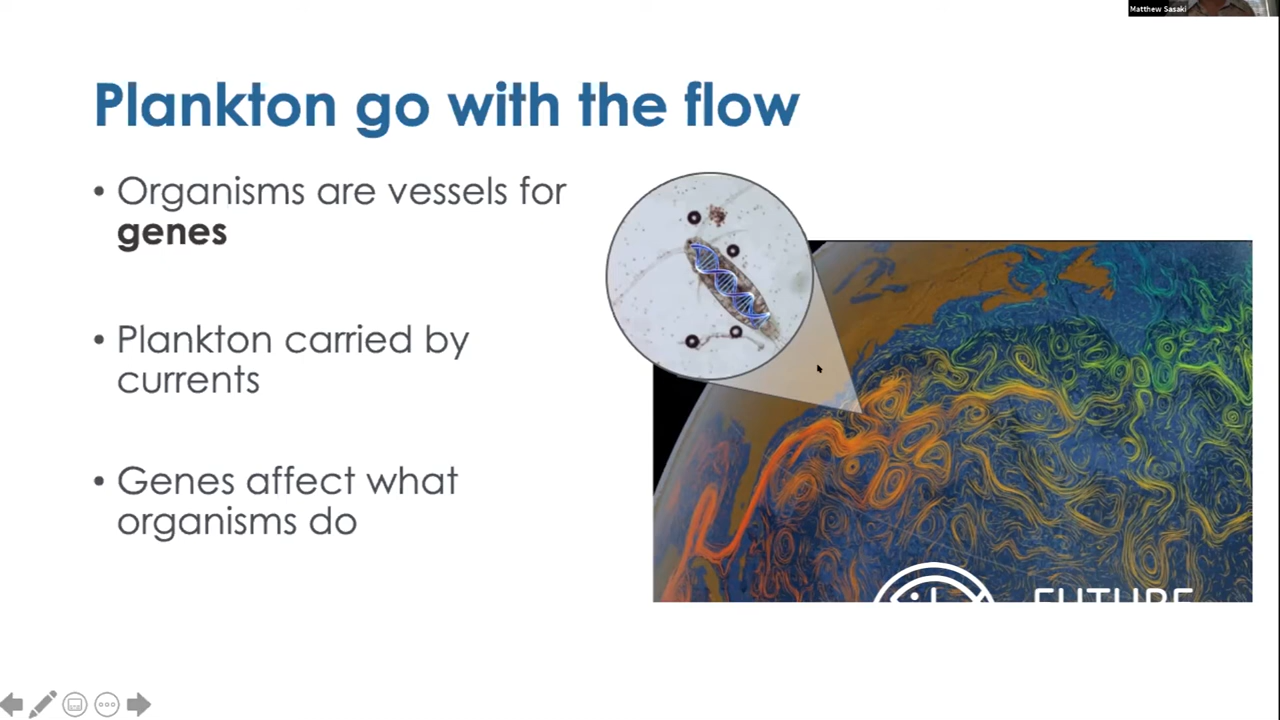 Matthew Sasaki
Plankton go with the flow
• Organisms are vessels for
genes
• Plankton carried by
currents
• Genes affect what
organisms do
FUTURE